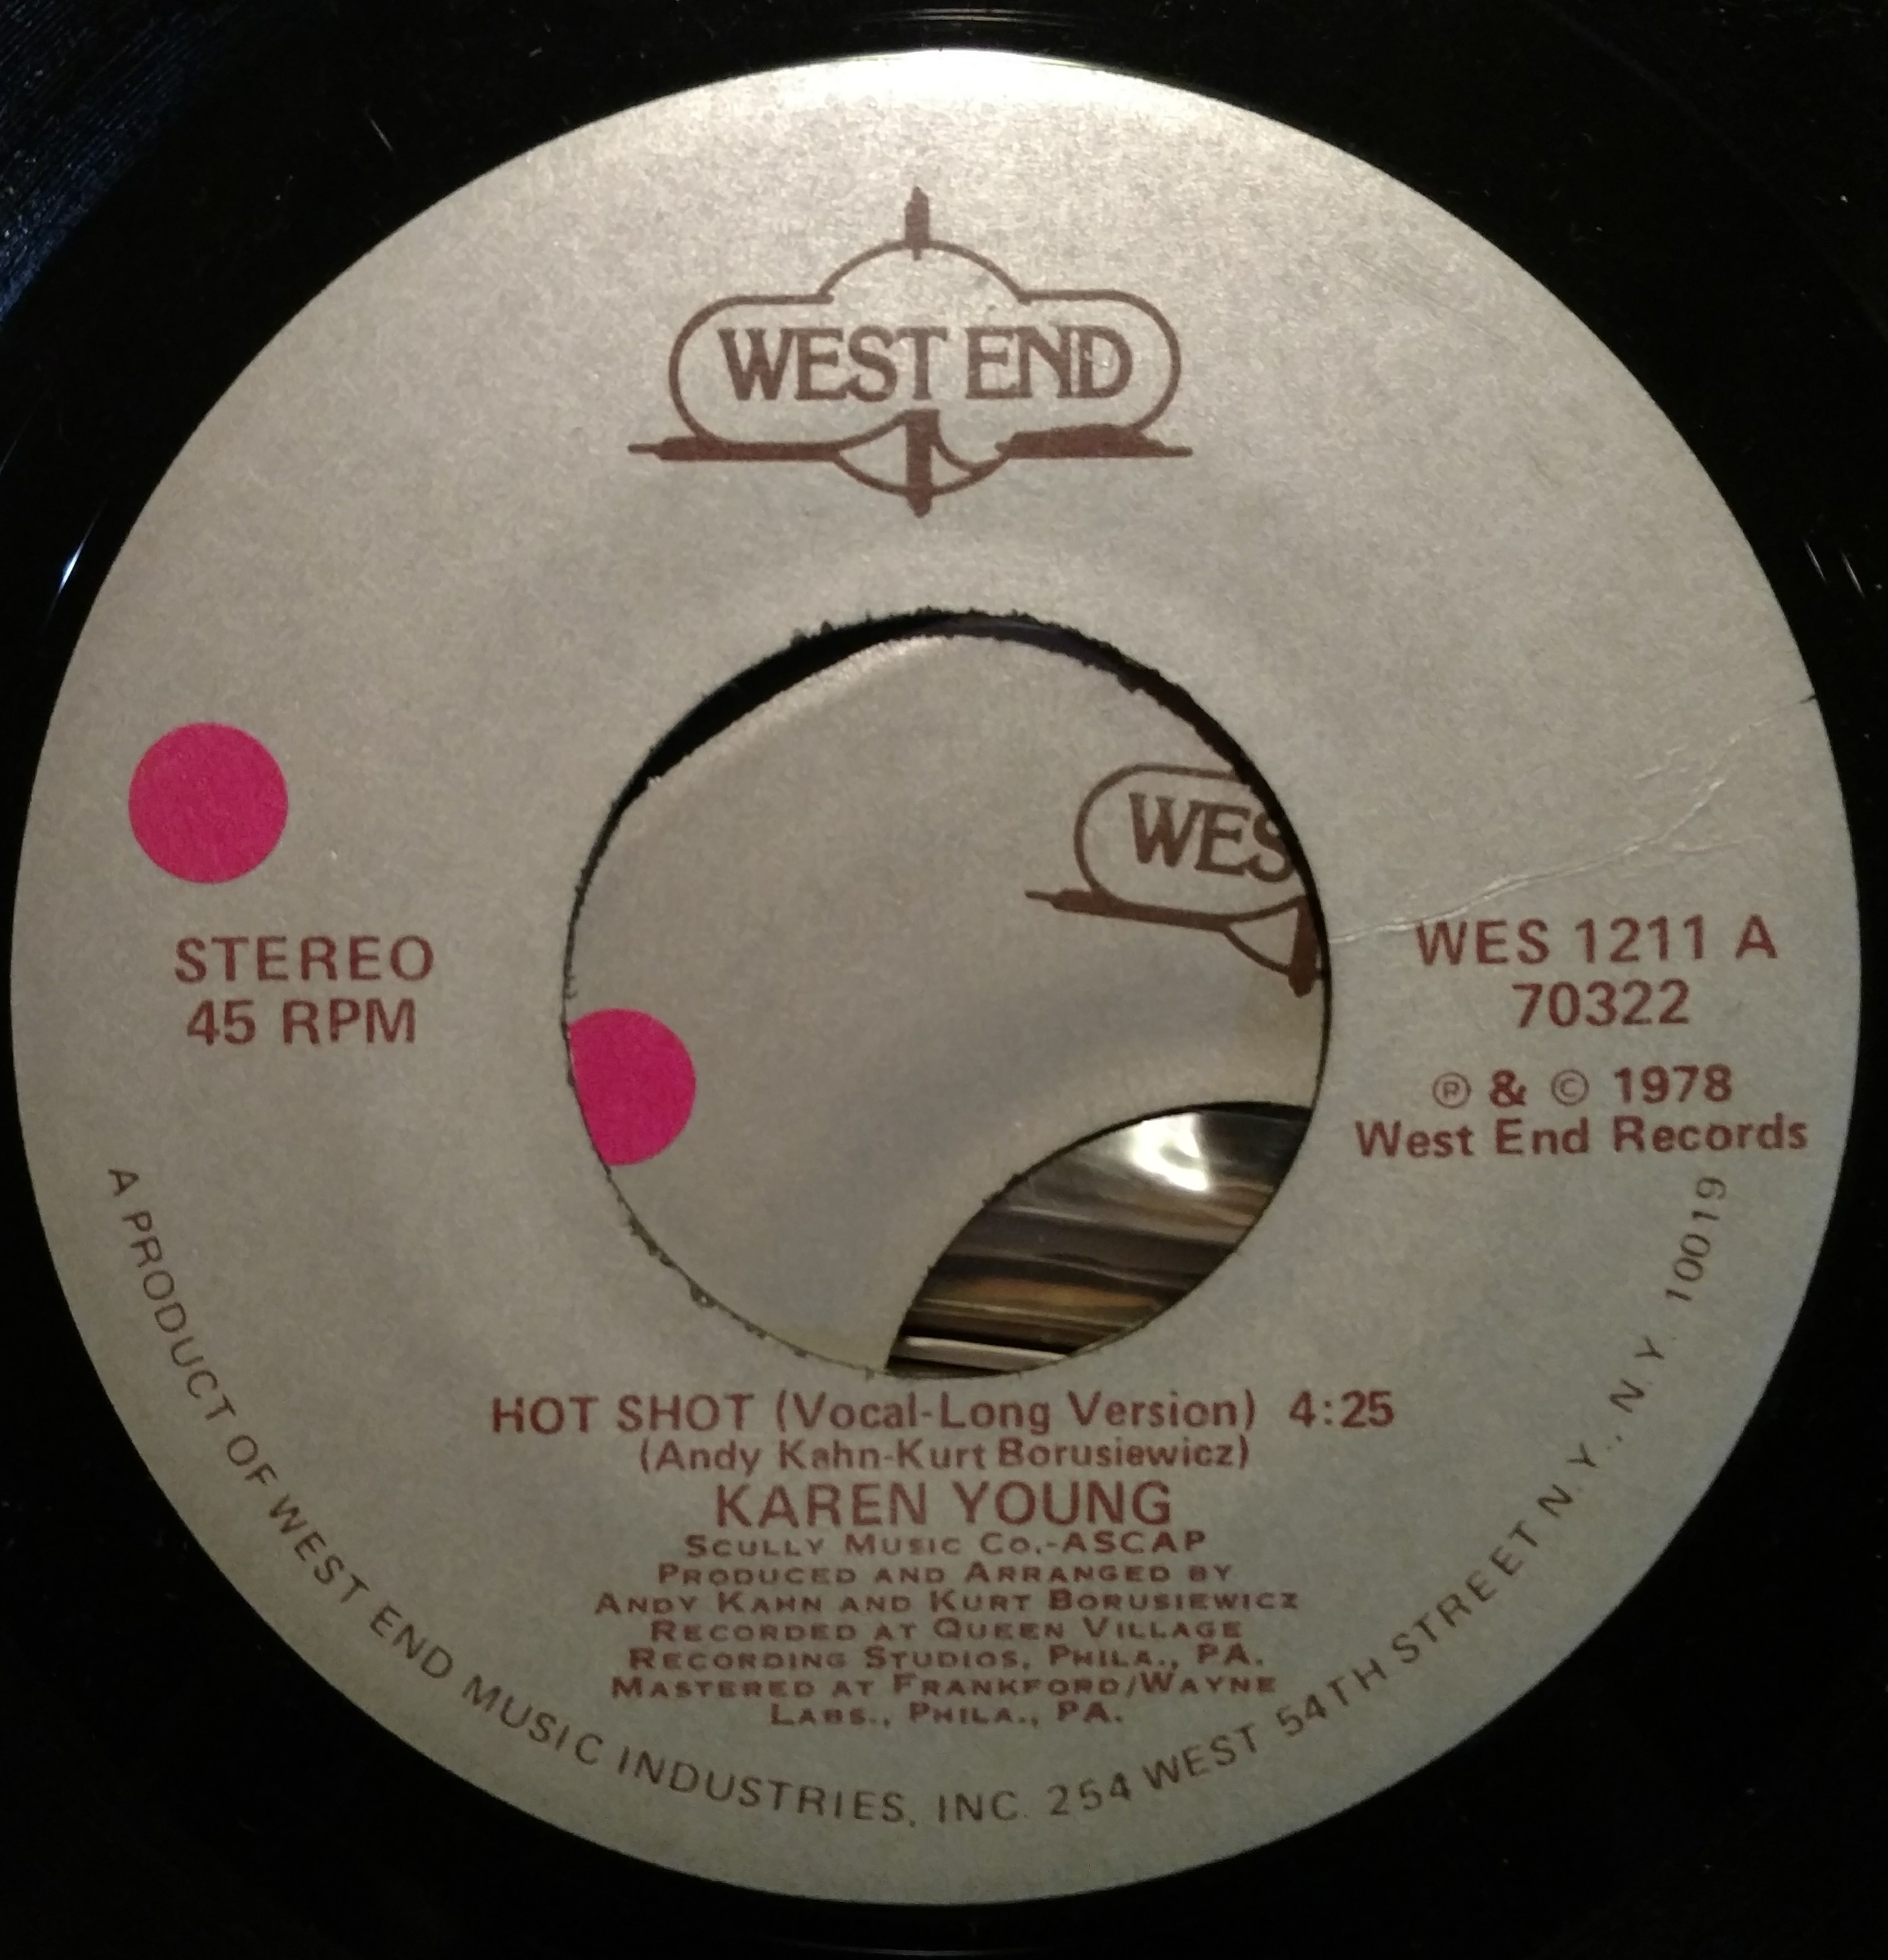 WEST END
WES
STEREO
45 RPM
WES 1211 A
70322
℗ & © 1978
West End Records
HOT SHOT (Vocal-Long Version) 4:25
(Andy Kahn-Kurt Borusiewicz)
KAREN YOUNG
SCULLY MUSIC CO.-ASCAP
PRODUCED AND ARRANGED BY
ANDY KAHN AND KURT BORUSIEWICZ
RECORDED AT QUEEN VILLAGE
RECORDING STUDIOS, PHILA., PA.
MASTERED AT FRANKFORD/WAYNE
LABS., PHILA., PA.
A PRODUCT OF WEST END MUSIC INDUSTRIES, INC. 254 WEST 54TH STREET N.Y., N.Y. 10019